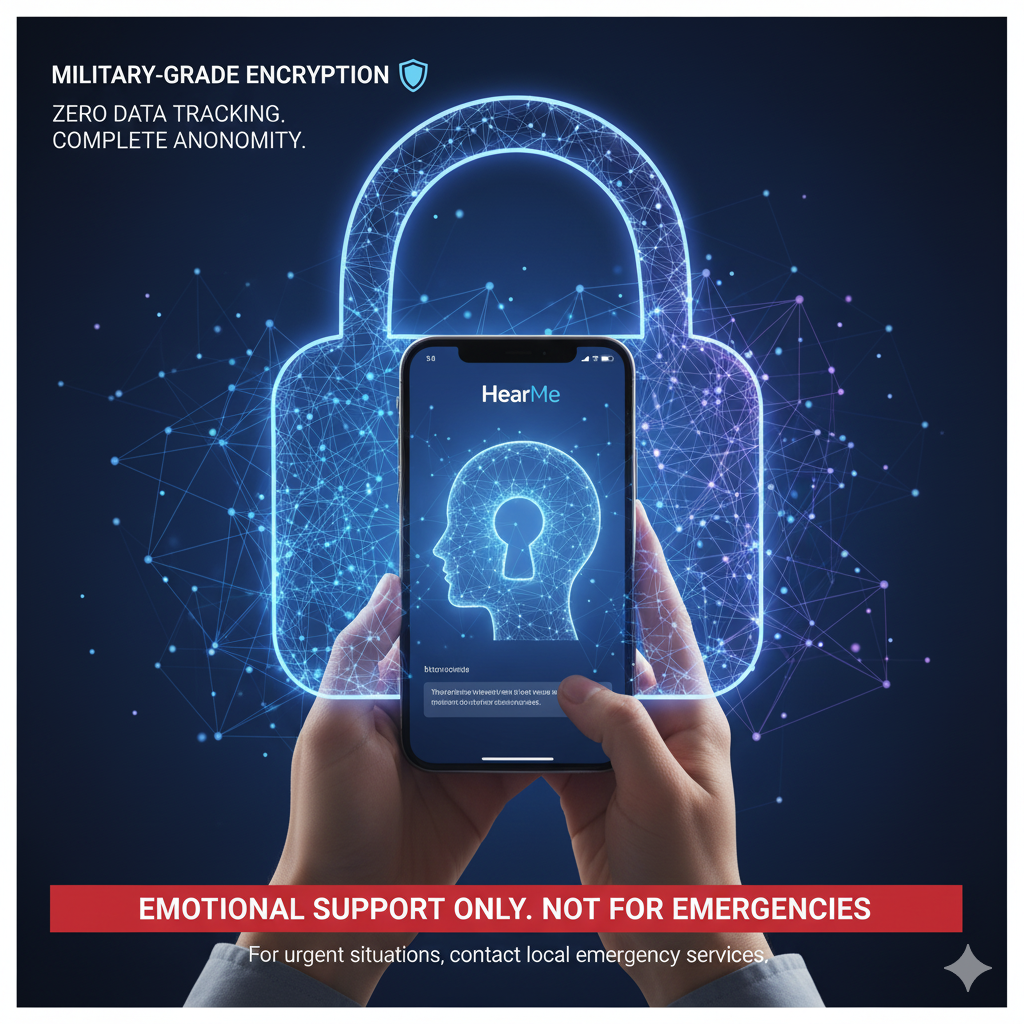 MILITARY-GRADE ENCRYPTION
ZERO DATA TRACKING.
COMPLETE ANONOMITY.
HearMe
EMOTIONAL SUPPORT ONLY. NOT FOR EMERGENCIES
For urgent situations, contact local emergency services.